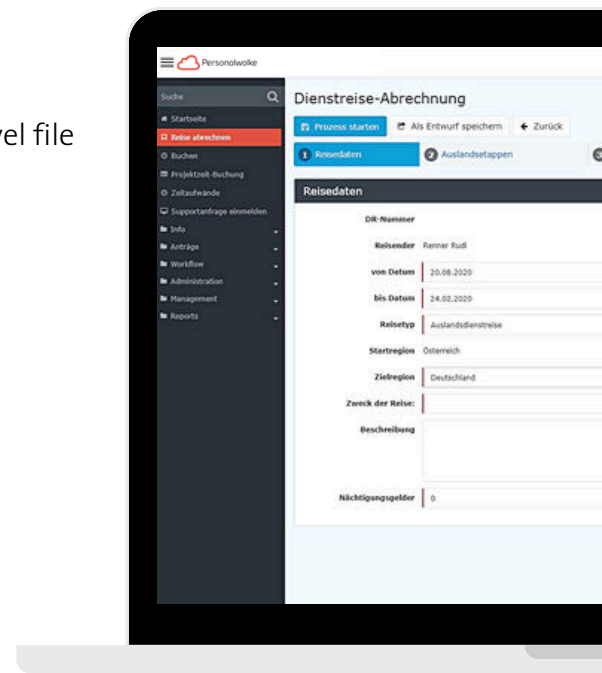 vel file
Personalwolke
Suche
Startseite
Reise abrechnen
Buchen
Projektzeit-Buchung
Zeitaufwände
Supportanfrage einmelden
Info
Anträge
Workflow
Administration
Management
Reports
Dienstreise-Abrechnung
Prozess starten Als Entwurf speichern Zurück
1 Reisedaten 2 Auslandsetappen 3
Reisedaten
DR-Nummer
Reisender Renner Rudi
von Datum 20.08.2020
bis Datum 24.02.2020
Reisetyp Auslandsdienstreise
Startregion Österreich
Zielregion Deutschland
Zweck der Reise:
Beschreibung
Nächtigungsgelder 0